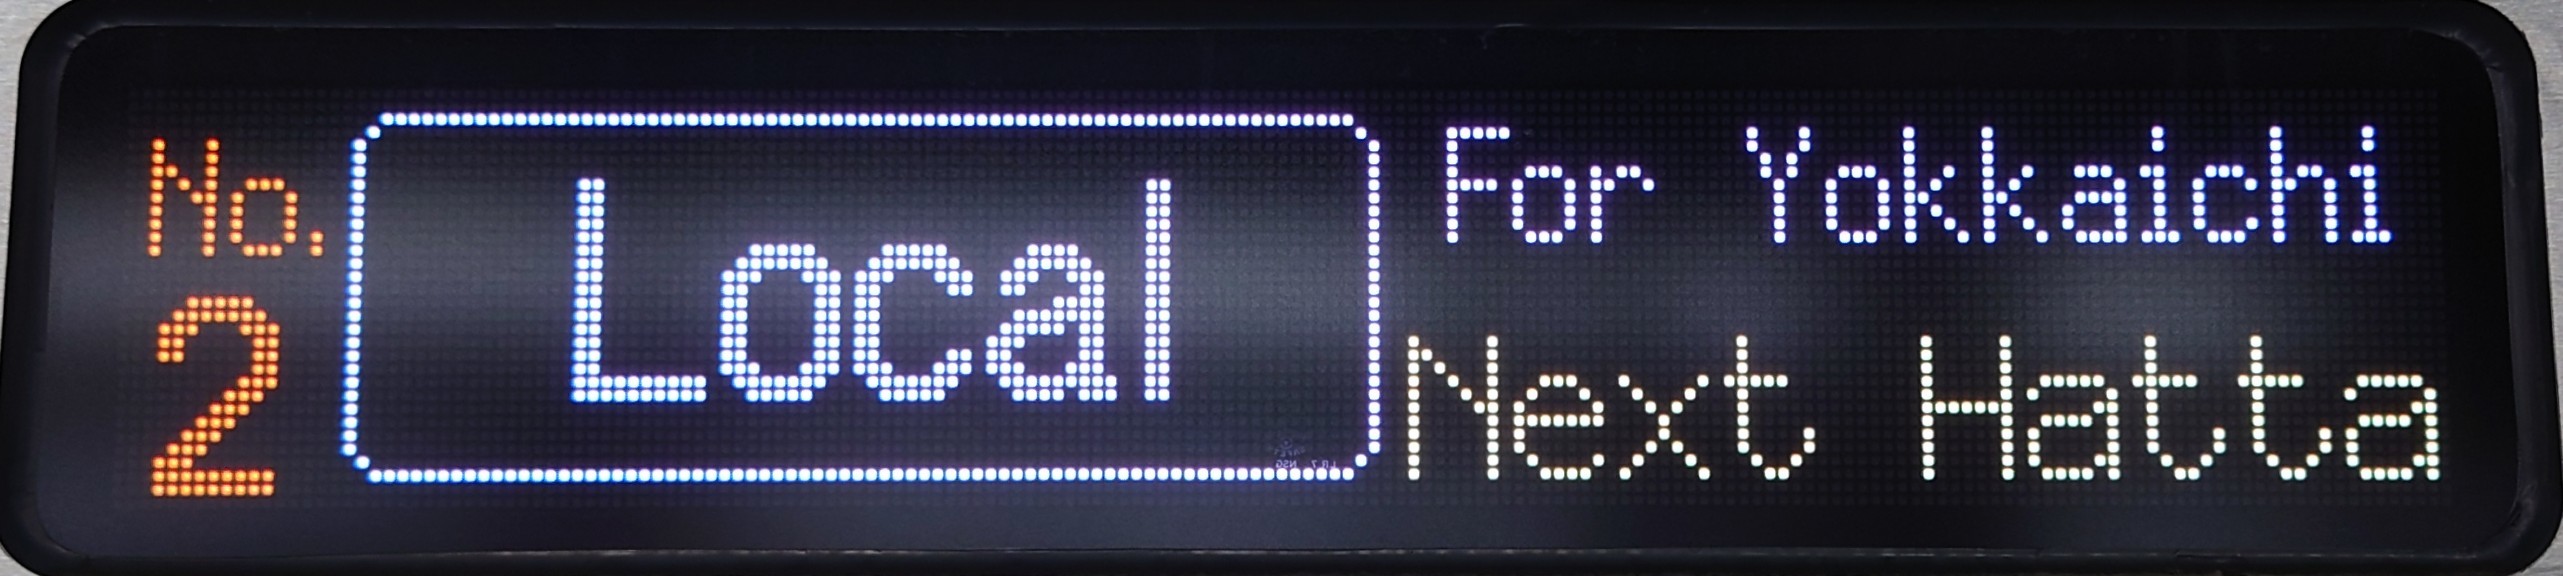 No.
2
Local
For Yokkaichi
Next Hatta